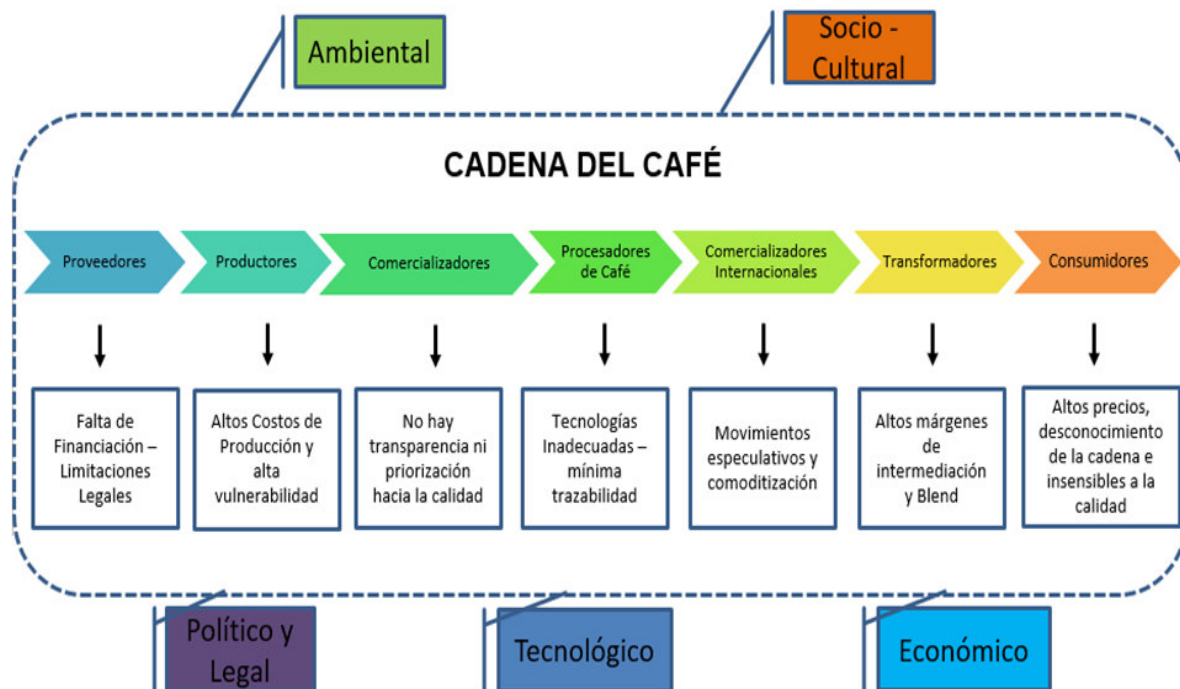 Ambiental
Socio -
Cultural
CADENA DEL CAFÉ
Proveedores
Productores
Comercializadores
Procesadores
de Café
Comercializadores
Internacionales
Transformadores
Consumidores
Falta de
Financiación –
Limitaciones
Legales
Altos Costos de
Producción y
alta
vulnerabilidad
No hay
transparencia ni
priorización
hacia la calidad
Tecnologías
Inadecuadas –
mínima
trazabilidad
Movimientos
especulativos y
comoditización
Altos márgenes
de
intermediación
y Blend
Altos precios,
desconocimiento
de la cadena e
insensibles a la
calidad
Político y
Legal
Tecnológico
Económico